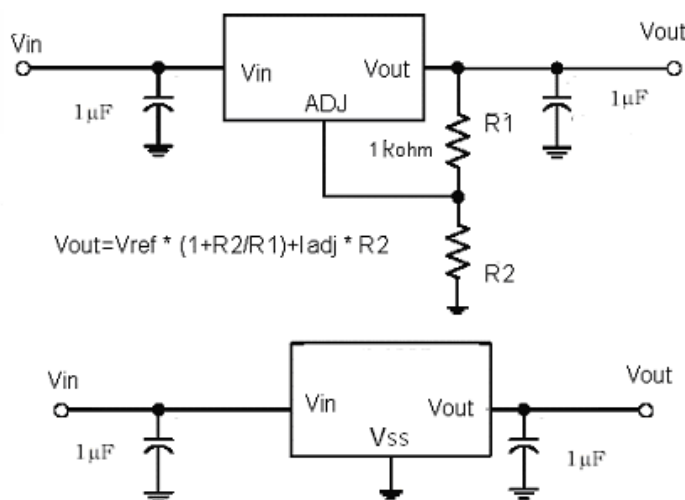 Vin
Vout
Vin
Vout
1µF
ADJ
R1
1µF
1kohm
Vout=Vref * (1+R2/R1)+Iadj * R2
R2
Vin
Vout
Vin
Vout
1µF
Vss
1µF